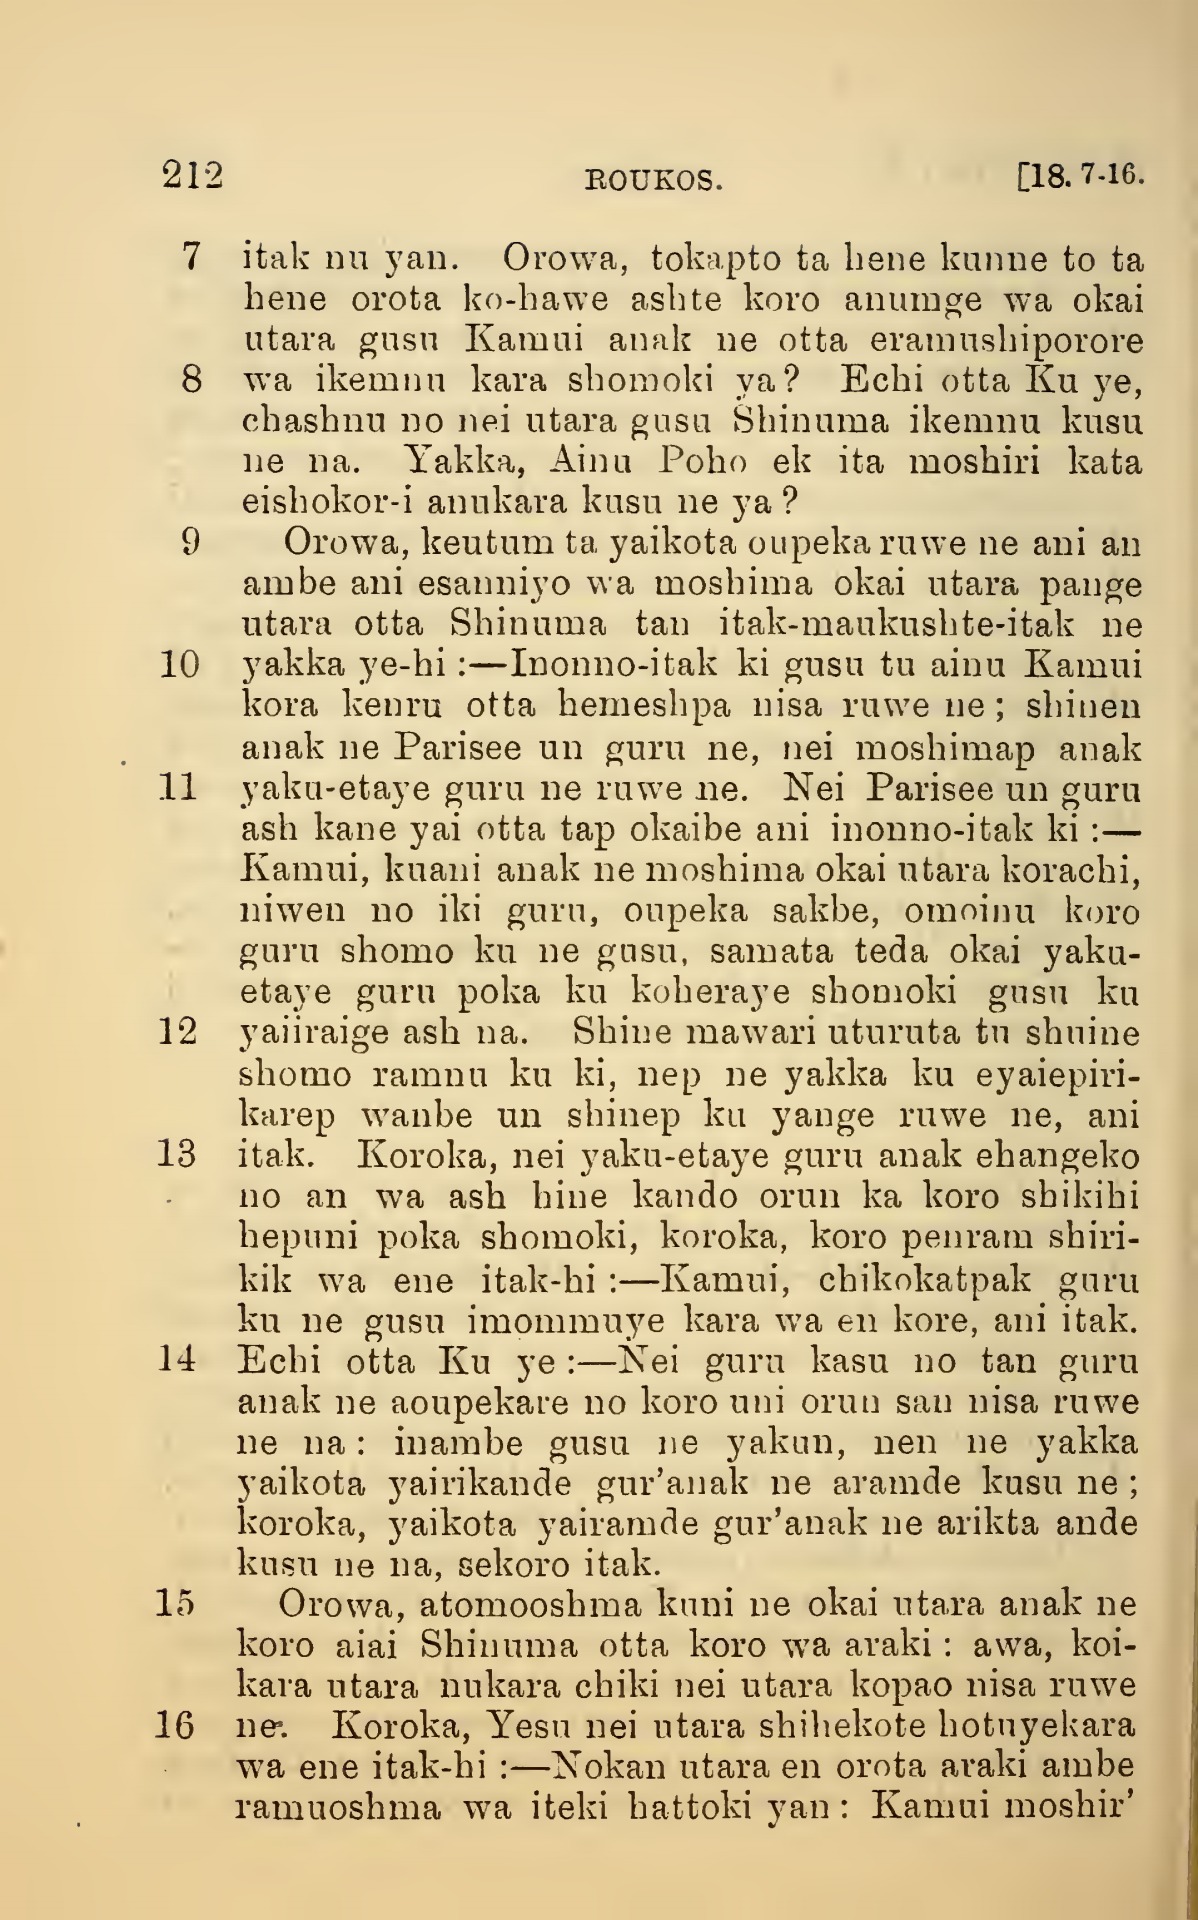 212 ROUKOS. [18. 7-16.
7 itak nu yan. Orowa, tokapto ta hene kunne to ta
hene orota ko-hawe ashte koro anumge wa okai
utara gusu Kamui anak ne otta eramushiporore
8 wa ikemnu kara shomoki ya? Echi otta Ku ye,
chashnu no nei utara gusu Shinuma ikemnu kusu
ne na. Yakka, Ainu Poho ek ita moshiri kata
eishokor-i anukara kusu ne ya?
9 Orowa, keutum ta yaikota oupeka ruwe ne ani an
ambe ani esanniyo wa moshima okai utara pange
utara otta Shinuma tan itak-maukushte-itak ne
10 yakka ye-hi:—Inonno-itak ki gusu tu ainu Kamui
kora kenru otta hemeshpa nisa ruwe ne; shinen
anak ne Parisee un guru ne, nei moshimap anak
11 yaku-etaye guru ne ruwe ne. Nei Parisee un guru
ash kane yai otta tap okaibe ani inonno-itak ki:—
Kamui, kuani anak ne moshima okai utara korachi,
niwen no iki guru, oupeka sakbe, omoinu koro
guru shomo ku ne gusu, samata teda okai yaku-
etaye guru poka ku koheraye shomoki gusu ku
12 yaiiraige ash na. Shine mawari uturuta tu shuine
shomo ramnu ku ki, nep ne yakka ku eyaiepiri-
karep wanbe un shinep ku yange ruwe ne, ani
13 itak. Koroka, nei yaku-etaye guru anak ehangeko
no an wa ash hine kando orun ka koro shikihi
hepuni poka shomoki, koroka, koro penram shiri-
kik wa ene itak-hi:—Kamui, chikokatpak guru
ku ne gusu imommuye kara wa en kore, ani itak.
14 Echi otta Ku ye:—Nei guru kasu no tan guru
anak ne aoupekare no koro uni orun san nisa ruwe
ne na: inambe gusu ne yakun, nen ne yakka
yaikota yairikande gur'anak ne aramde kusu ne;
koroka, yaikota yairamde gur'anak ne arikta ande
kusu ne na, sekoro itak.
15 Orowa, atomooshma kuni ne okai utara anak ne
koro aiai Shinuma otta koro wa araki: awa, koi-
kara utara nukara chiki nei utara kopao nisa ruwe
16 ne. Koroka, Yesu nei utara shihekote hotuyekara
wa ene itak-hi:—Nokan utara en orota araki ambe
ramuoshma wa iteki hattoki yan: Kamui moshir'